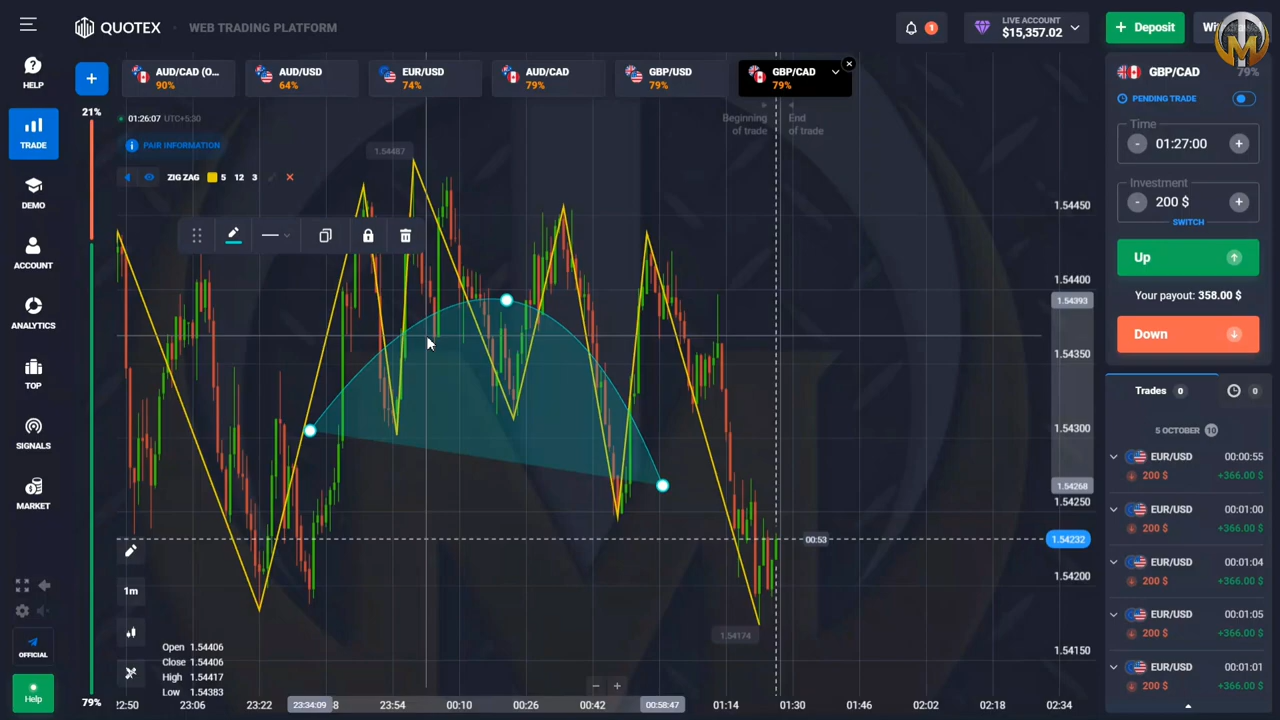 QUOTEX
WEB TRADING PLATFORM
1
LIVE ACCOUNT
$15,357.02
Deposit
HELP
TRADE
DEMO
ACCOUNT
ANALYTICS
TOP
SIGNALS
MARKET
OFFICIAL
Help
AUD/CAD (O...
90%
AUD/USD
64%
EUR/USD
74%
AUD/CAD
79%
GBP/USD
79%
GBP/CAD
79%
21%
01:26:07 UTC+5:30
PAIR INFORMATION
ZIG ZAG 5 12 3
Beginning
of trade
End
of trade
1.54487
1.54174
00:53
1m
Open 1.54406
Close 1.54406
High 1.54417
Low 1.54383
79%
1.54450
1.54400
1.54393
1.54350
1.54300
1.54268
1.54250
1.54232
1.54200
1.54150
22:50 23:06 23:22 23:34:09 8 23:54 00:10 00:26 00:42 00:58:47 01:14 01:30 01:46 02:02 02:18 02:34
GBP/CAD 79%
PENDING TRADE
Time
- 01:27:00 +
Investment
- 200 $ +
SWITCH
Up
Your payout: 358.00 $
Down
Trades 0 0
5 OCTOBER 10
EUR/USD 00:00:55
200 $ +366.00 $
EUR/USD 00:01:00
200 $ +366.00 $
EUR/USD 00:01:04
200 $ +366.00 $
EUR/USD 00:01:05
200 $ +366.00 $
EUR/USD 00:01:01
200 $ +366.00 $